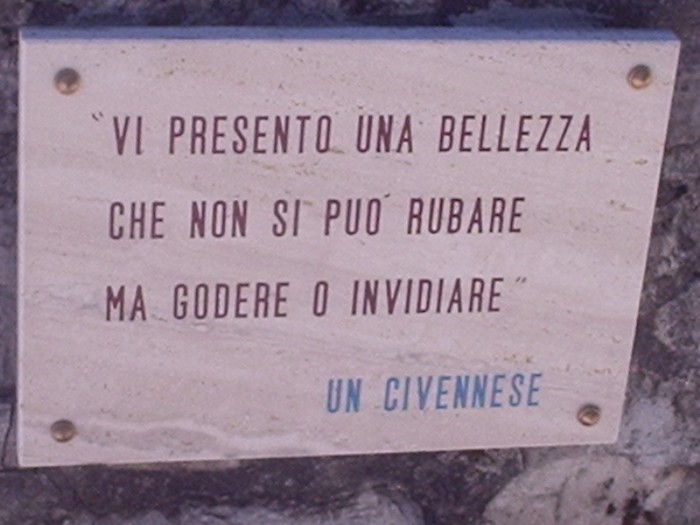 "VI PRESENTO UNA BELLEZZA
CHE NON SI PUO' RUBARE
MA GODERE O INVIDIARE"
UN CIVENNESE